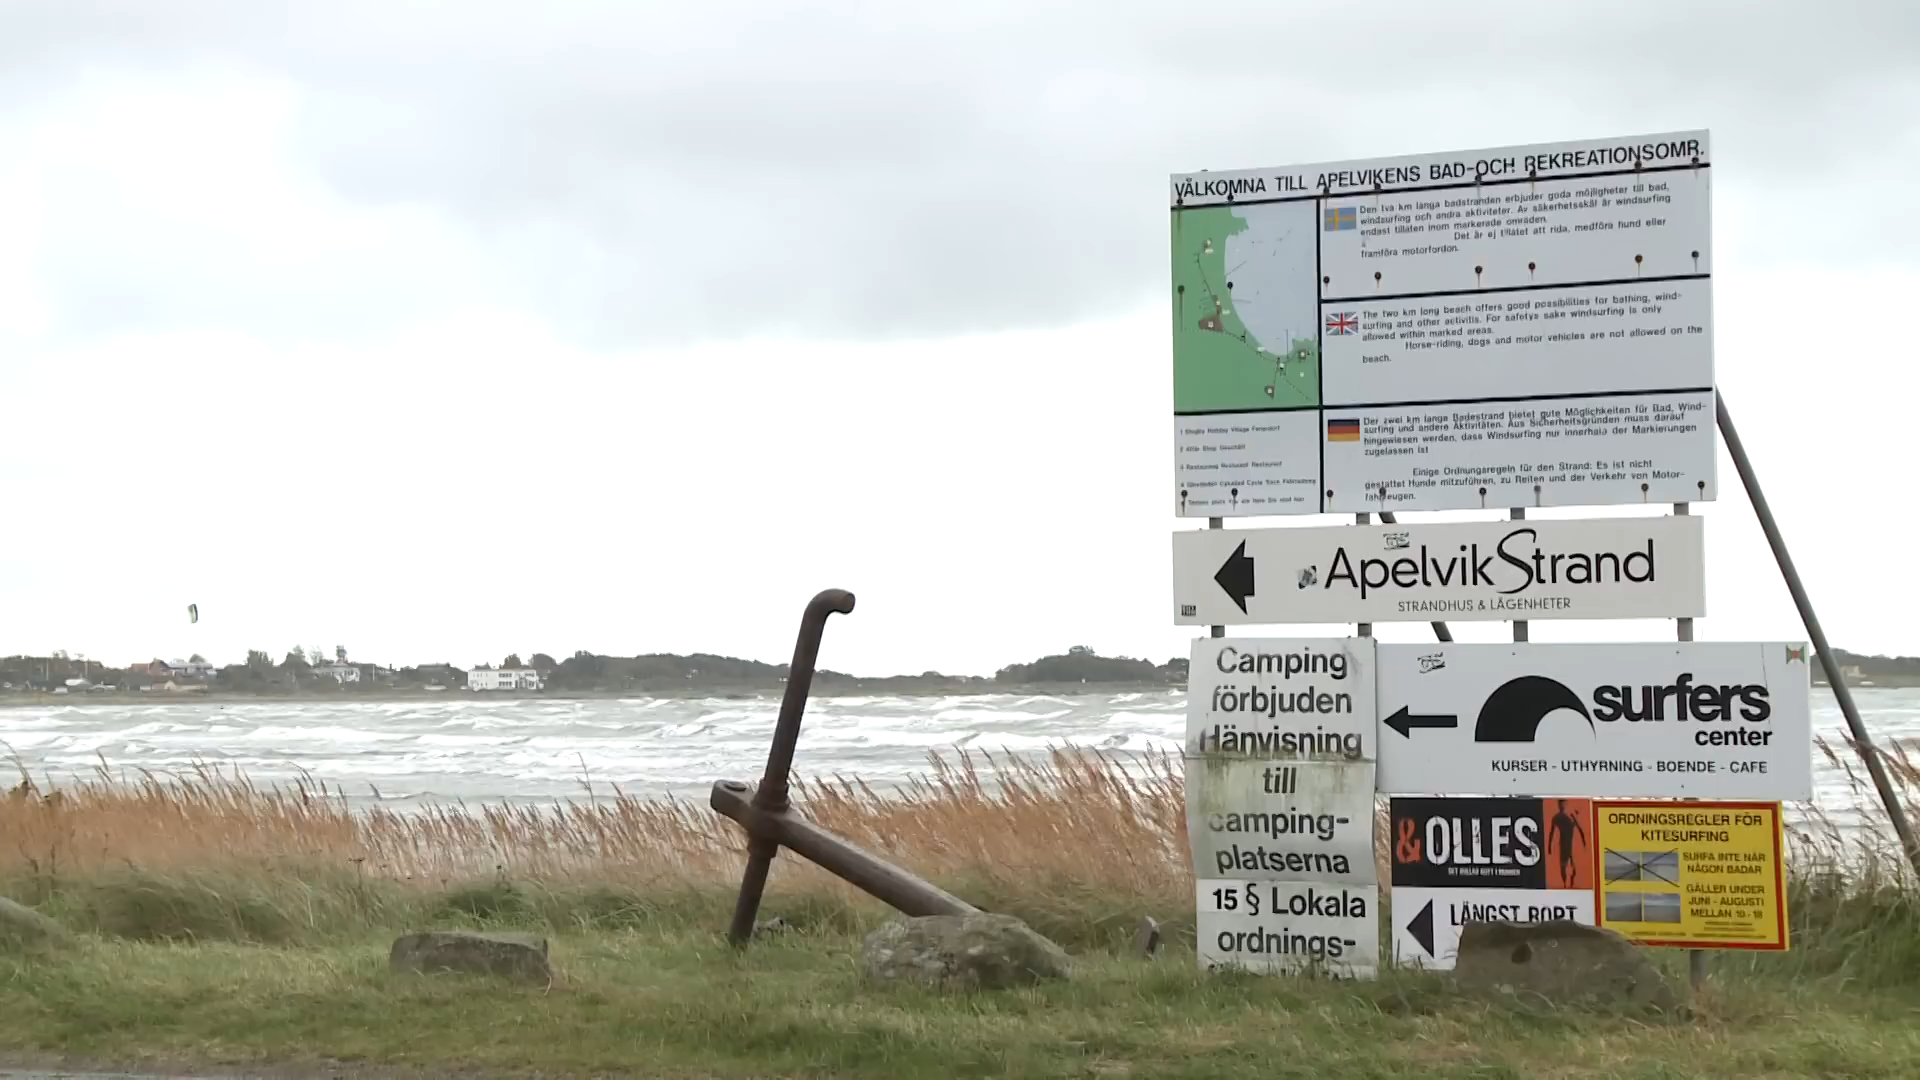 VÄLKOMNA TILL APELVIKENS BAD-OCH REKREATIONSOMR.
Den två km långa badstranden erbjuder goda möjligheter till bad,
windsurfing och andra aktiviteter. Av säkerhetsskäl är windsurfing
endast tillåten inom markerade områden.
Det är ej tillåtet att rida, medföra hund eller
framföra motorfordon.
The two km long beach offers good possibilities for bathing, wind-
surfing and other activitis. For safetys sake windsurfing is only
allowed within marked areas.
Horse-riding, dogs and motor vehicles are not allowed on the
beach.
Der zwei km lange Badestrand bietet gute Möglichkeiten für Bad, Wind-
surfing und andere Aktivitäten. Aus Sicherheitsgründen muss darauf
hingewiesen werden, dass Windsurfing nur innerhalb der Markierungen
zugelassen ist
Einige Ordnungsregeln für den Strand: Es ist nicht
gestattet Hunde mitzuführen, zu Reiten und der Verkehr von Motor-
fahrzeugen.
ApelvikStrand
STRANDHUS & LÄGENHETER
Camping
förbjuden
Hänvisning
till
camping-
platserna
15 § Lokala
ordnings-
surfers
center
KURSER - UTHYRNING - BOENDE - CAFE
&OLLES
LÄNGST BORT
ORDNINGSREGLER FÖR
KITESURFING
SURFA INTE NÄR
NÅGON BADAR
GÄLLER UNDER
JUNI - AUGUSTI
MELLAN 10 - 18